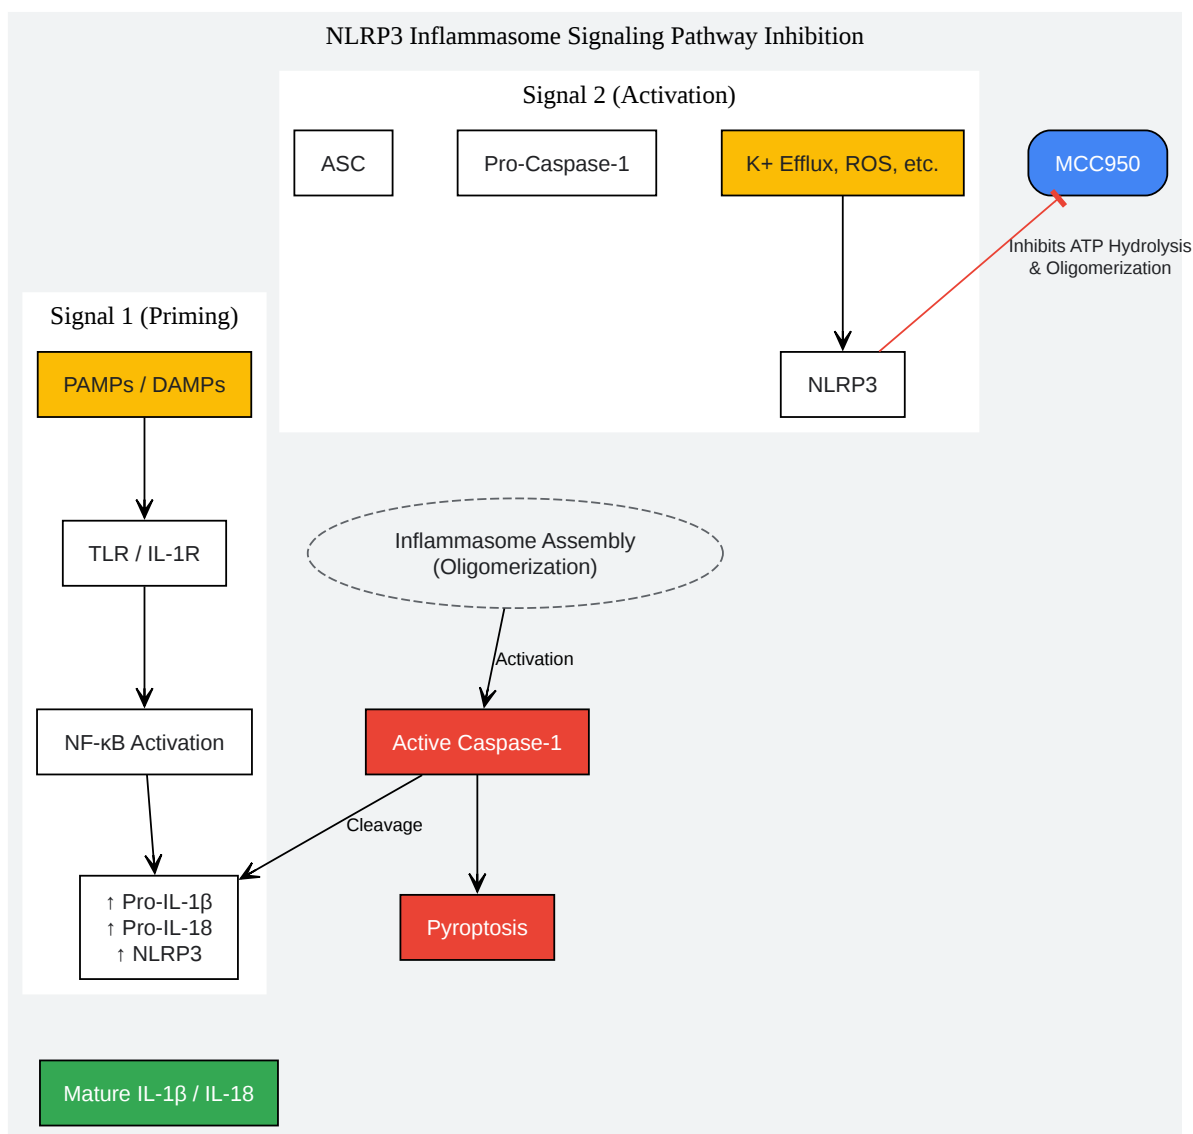 NLRP3 Inflammasome Signaling Pathway Inhibition
Signal 2 (Activation)
ASC
Pro-Caspase-1
K+ Efflux, ROS, etc.
MCC950
Inhibits ATP Hydrolysis
& Oligomerization
NLRP3
Signal 1 (Priming)
PAMPs / DAMPs
TLR / IL-1R
NF-κB Activation
↑ Pro-IL-1β
↑ Pro-IL-18
↑ NLRP3
Inflammasome Assembly
(Oligomerization)
Activation
Active Caspase-1
Cleavage
Pyroptosis
Mature IL-1β / IL-18